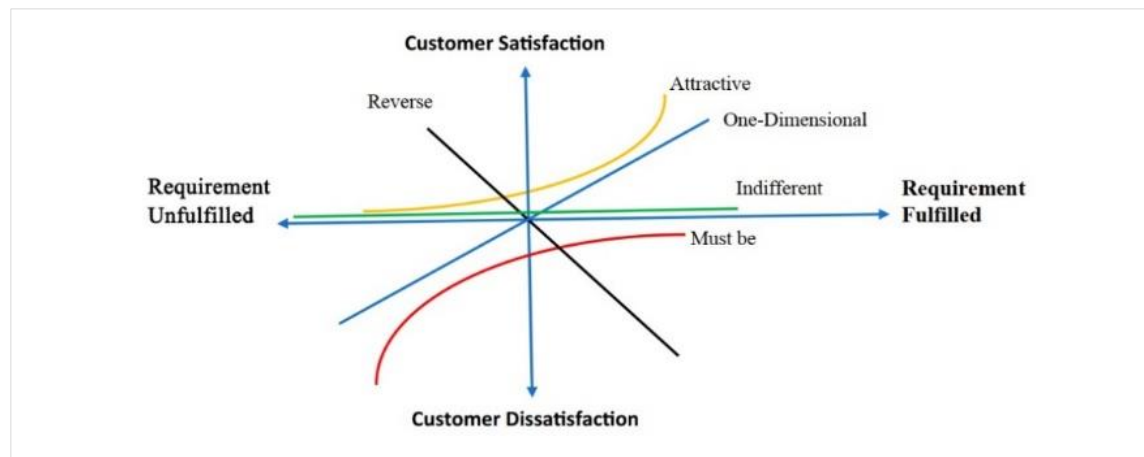 Customer Satisfaction
Attractive
Reverse
One-Dimensional
Requirement
Unfulfilled
Indifferent
Requirement
Fulfilled
Must be
Customer Dissatisfaction